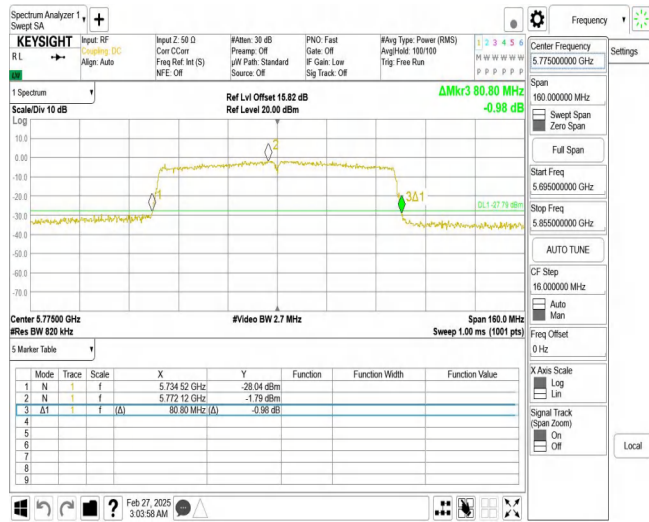 Spectrum Analyzer 1
Swept SA
Frequency
KEYSIGHT
Input: RF
Input Z: 50 Ω
#Atten: 30 dB
PNO: Fast
#Avg Type: Power (RMS)
1 2 3 4 5 6
R L
Coupling: DC
Corr CCorr
Preamp: Off
Gate: Off
Avg|Hold: 100/100
M W W W W W
Align: Auto
Freq Ref: Int (S)
µW Path: Standard
IF Gain: Low
Trig: Free Run
P P P P P P
NFE: Off
Source: Off
Sig Track: Off
1 Spectrum
Ref Lvl Offset 15.82 dB
ΔMkr3 80.80 MHz
Scale/Div 10 dB
Ref Level 20.00 dBm
-0.98 dB
Log
10.0
0.00
-10.0
-20.0
-30.0
-40.0
-50.0
-60.0
-70.0
1
2
3Δ1
DL1 -27.79 dBm
Center 5.77500 GHz
#Video BW 2.7 MHz
Span 160.0 MHz
#Res BW 820 kHz
Sweep 1.00 ms (1001 pts)
5 Marker Table
Mode Trace Scale X Y Function Function Width Function Value
1 N 1 f 5.734 52 GHz -28.04 dBm
2 N 1 f 5.772 12 GHz -1.79 dBm
3 Δ1 1 f (Δ) 80.80 MHz (Δ) -0.98 dB
4
5
6
7
8
9
Feb 27, 2025
3:03:58 AM
Center Frequency
5.775000000 GHz
Settings
Span
160.000000 MHz
Swept Span
Zero Span
Full Span
Start Freq
5.695000000 GHz
Stop Freq
5.855000000 GHz
AUTO TUNE
CF Step
16.000000 MHz
Auto
Man
Freq Offset
0 Hz
X Axis Scale
Log
Lin
Signal Track
(Span Zoom)
On
Off
Local